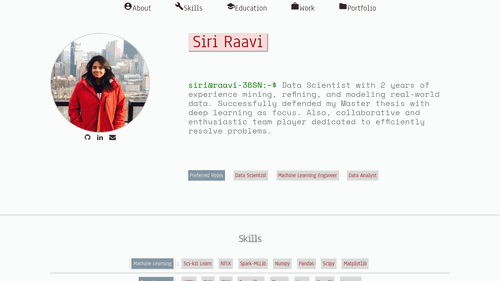 About Skills Education Work Portfolio
Siri Raavi
siri@raavi-36SN:~$ Data Scientist with 2 years of
experience mining, refining, and modeling real-world
data. Successfully defended my Master thesis with
deep learning as focus. Also, collaborative and
enthusiastic team player dedicated to efficiently
resolve problems.
Preferred Roles Data Scientist Machine Learning Engineer Data Analyst
Skills
Machine Learning Sci-kit Learn NTLK Spark-MLLib Numpy Pandas Scipy Matplotlib